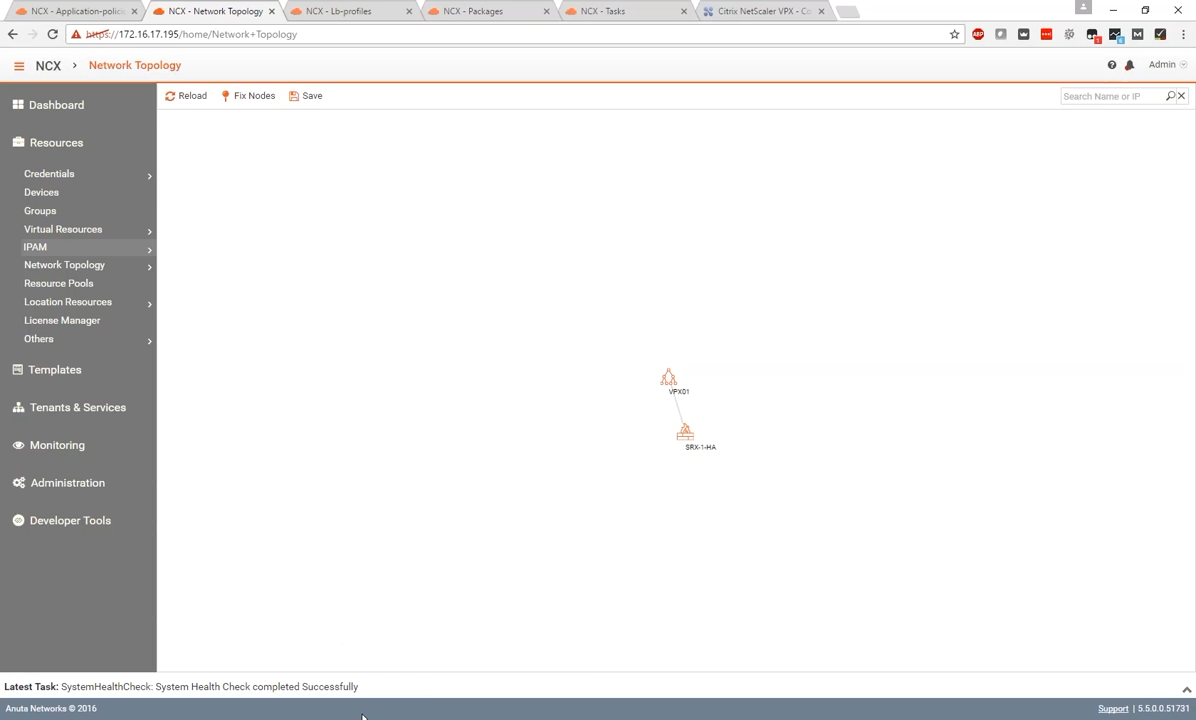 NCX - Application-polici
NCX - Network Topology
NCX - Lb-profiles
NCX - Packages
NCX - Tasks
Citrix NetScaler VPX - Co
https://172.16.17.195/home/Network+Topology
NCX > Network Topology
Admin
Dashboard
Resources
Credentials
Devices
Groups
Virtual Resources
IPAM
Network Topology
Resource Pools
Location Resources
License Manager
Others
Templates
Tenants & Services
Monitoring
Administration
Developer Tools
Reload Fix Nodes Save
Search Name or IP
VPX01
SRX-1-HA
Latest Task: SystemHealthCheck: System Health Check completed Successfully
Anuta Networks © 2016
Support | 5.5.0.0.51731